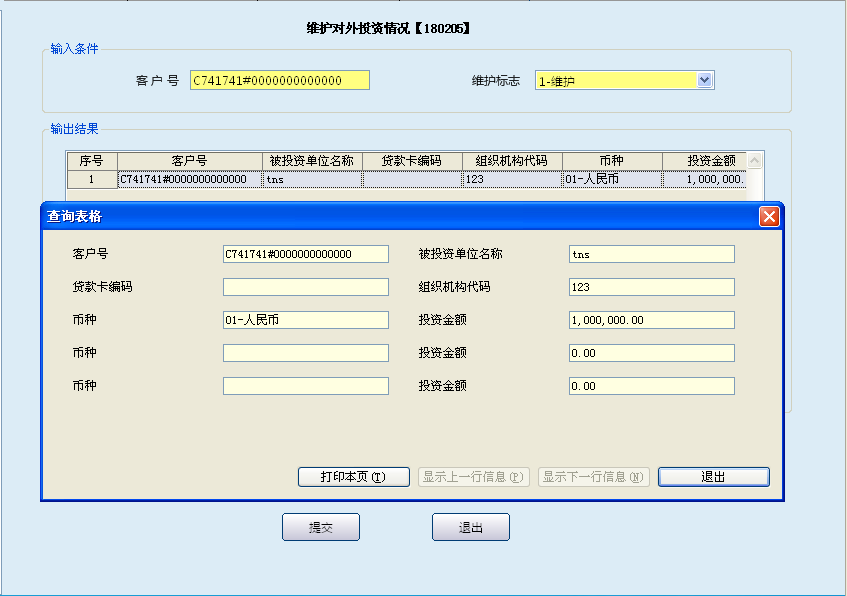 维护对外投资情况【180205】
输入条件
客 户 号 C741741#0000000000000 维护标志 1-维护
输出结果
序号 客户号 被投资单位名称 贷款卡编码 组织机构代码 币种 投资金额
1 C741741#0000000000000 tns 123 01-人民币 1,000,000.
查询表格
客户号 C741741#0000000000000 被投资单位名称 tns
贷款卡编码 组织机构代码 123
币种 01-人民币 投资金额 1,000,000.00
币种 投资金额 0.00
币种 投资金额 0.00
打印本页(T) 显示上一行信息(P) 显示下一行信息(N) 退出
提交 退出